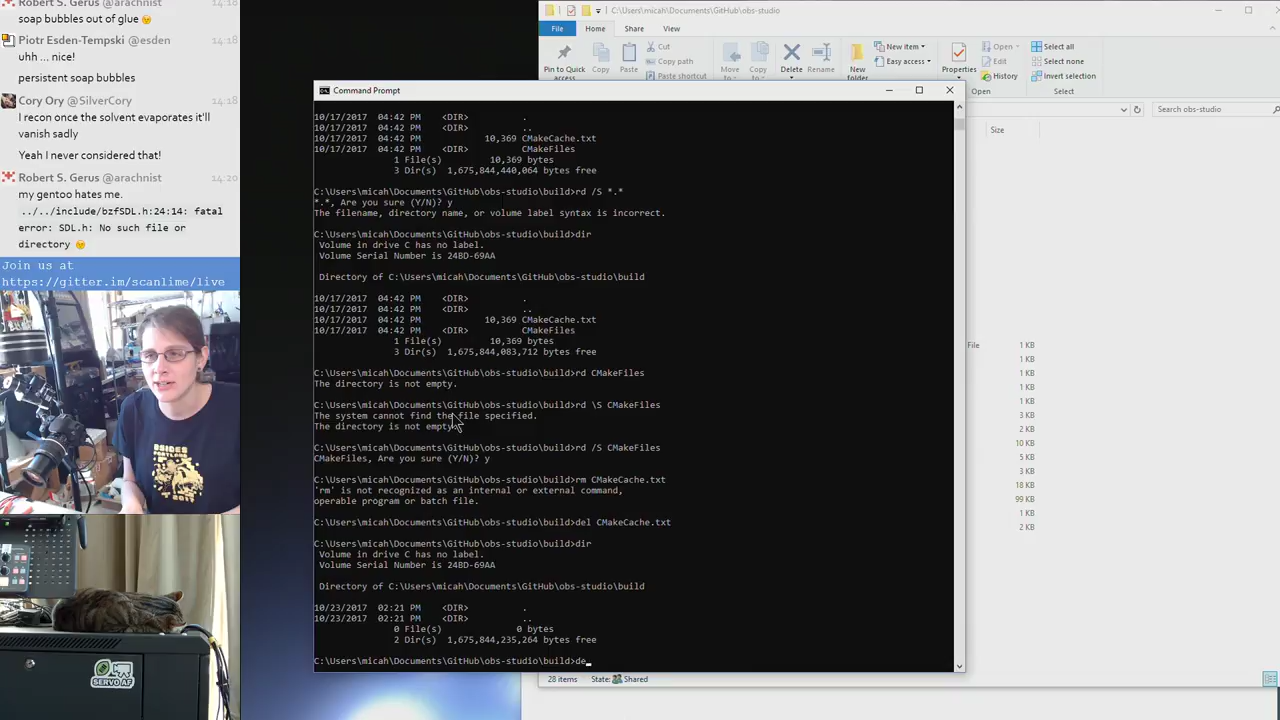 Robert S. Gerus @arachnist 14:18
soap bubbles out of glue
Piotr Esden-Tempski @esden 14:18
uhh ... nice!
persistent soap bubbles
Cory Ory @SilverCory 14:18
I recon once the solvent evaporates it'll
vanish sadly
Yeah I never considered that!
Robert S. Gerus @arachnist 14:20
my gentoo hates me.
../../include/bzfSDL.h:24:14: fatal
error: SDL.h: No such file or
directory
Join us at
https://gitter.im/scanlime/live
SERVO AF
C:\Users\micah\Documents\GitHub\obs-studio
File Home Share View
Pin to Quick
access
Copy
Paste
Cut
Copy path
Paste shortcut
Move
to
Copy
to
Delete
Rename
New
folder
New item
Easy access
Properties
Open
Edit
History
Open
Select all
Select none
Invert selection
Select
Search obs-studio
Size
File 1 KB
1 KB
1 KB
1 KB
1 KB
2 KB
2 KB
10 KB
5 KB
3 KB
18 KB
99 KB
1 KB
2 KB
28 items State: Shared
Command Prompt
10/17/2017 04:42 PM <DIR> .
10/17/2017 04:42 PM <DIR> ..
10/17/2017 04:42 PM 10,369 CMakeCache.txt
10/17/2017 04:42 PM <DIR> CMakeFiles
1 File(s) 10,369 bytes
3 Dir(s) 1,675,844,440,064 bytes free
C:\Users\micah\Documents\GitHub\obs-studio\build>rd /S *.*
*.*, Are you sure (Y/N)? y
The filename, directory name, or volume label syntax is incorrect.
C:\Users\micah\Documents\GitHub\obs-studio\build>dir
Volume in drive C has no label.
Volume Serial Number is 24BD-69AA
Directory of C:\Users\micah\Documents\GitHub\obs-studio\build
10/17/2017 04:42 PM <DIR> .
10/17/2017 04:42 PM <DIR> ..
10/17/2017 04:42 PM 10,369 CMakeCache.txt
10/17/2017 04:42 PM <DIR> CMakeFiles
1 File(s) 10,369 bytes
3 Dir(s) 1,675,844,083,712 bytes free
C:\Users\micah\Documents\GitHub\obs-studio\build>rd CMakeFiles
The directory is not empty.
C:\Users\micah\Documents\GitHub\obs-studio\build>rd \S CMakeFiles
The system cannot find the file specified.
The directory is not empty
C:\Users\micah\Documents\GitHub\obs-studio\build>rd /S CMakeFiles
CMakeFiles, Are you sure (Y/N)? y
C:\Users\micah\Documents\GitHub\obs-studio\build>rm CMakeCache.txt
'rm' is not recognized as an internal or external command,
operable program or batch file.
C:\Users\micah\Documents\GitHub\obs-studio\build>del CMakeCache.txt
C:\Users\micah\Documents\GitHub\obs-studio\build>dir
Volume in drive C has no label.
Volume Serial Number is 24BD-69AA
Directory of C:\Users\micah\Documents\GitHub\obs-studio\build
10/23/2017 02:21 PM <DIR> .
10/23/2017 02:21 PM <DIR> ..
0 File(s) 0 bytes
2 Dir(s) 1,675,844,235,264 bytes free
C:\Users\micah\Documents\GitHub\obs-studio\build>de